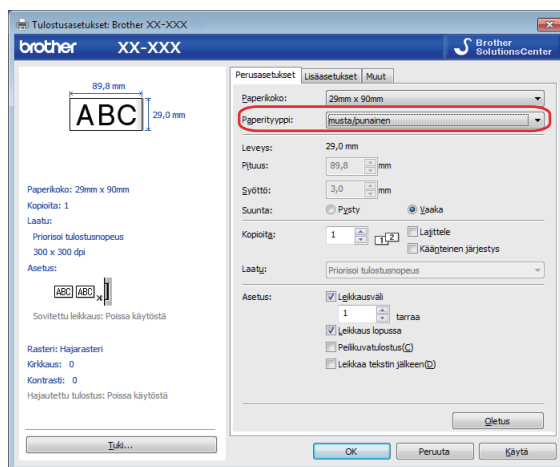 Tulostusasetukset: Brother XX-XXX
brother XX-XXX
Brother
SolutionsCenter
89,8 mm
ABC
29,0 mm
Paperikoko: 29mm x 90mm
Kopioita: 1
Laatu:
Priorisoi tulostusnopeus
300 x 300 dpi
Asetus:
ABC ABC
Sovitettu leikkaus: Poissa käytöstä
Rasteri: Hajarasteri
Kirkkaus: 0
Kontrasti: 0
Hajautettu tulostus: Poissa käytöstä
Tuki...
Perusasetukset Lisäasetukset Muut
Paperikoko: 29mm x 90mm
Paperityyppi: musta/punainen
Leveys: 29,0 mm
Pituus: 89,8 mm
Syöttö: 3,0 mm
Suunta: Pysty Vaaka
Kopioita: 1 1 2 Lajittele
Käänteinen järjestys
Laatu: Priorisoi tulostusnopeus
Asetus: Leikkausväli
1 tarraa
Leikkaus lopussa
Peilikuvatulostus(C)
Leikkaa tekstin jälkeen(D)
Oletus
OK Peruuta Käytä